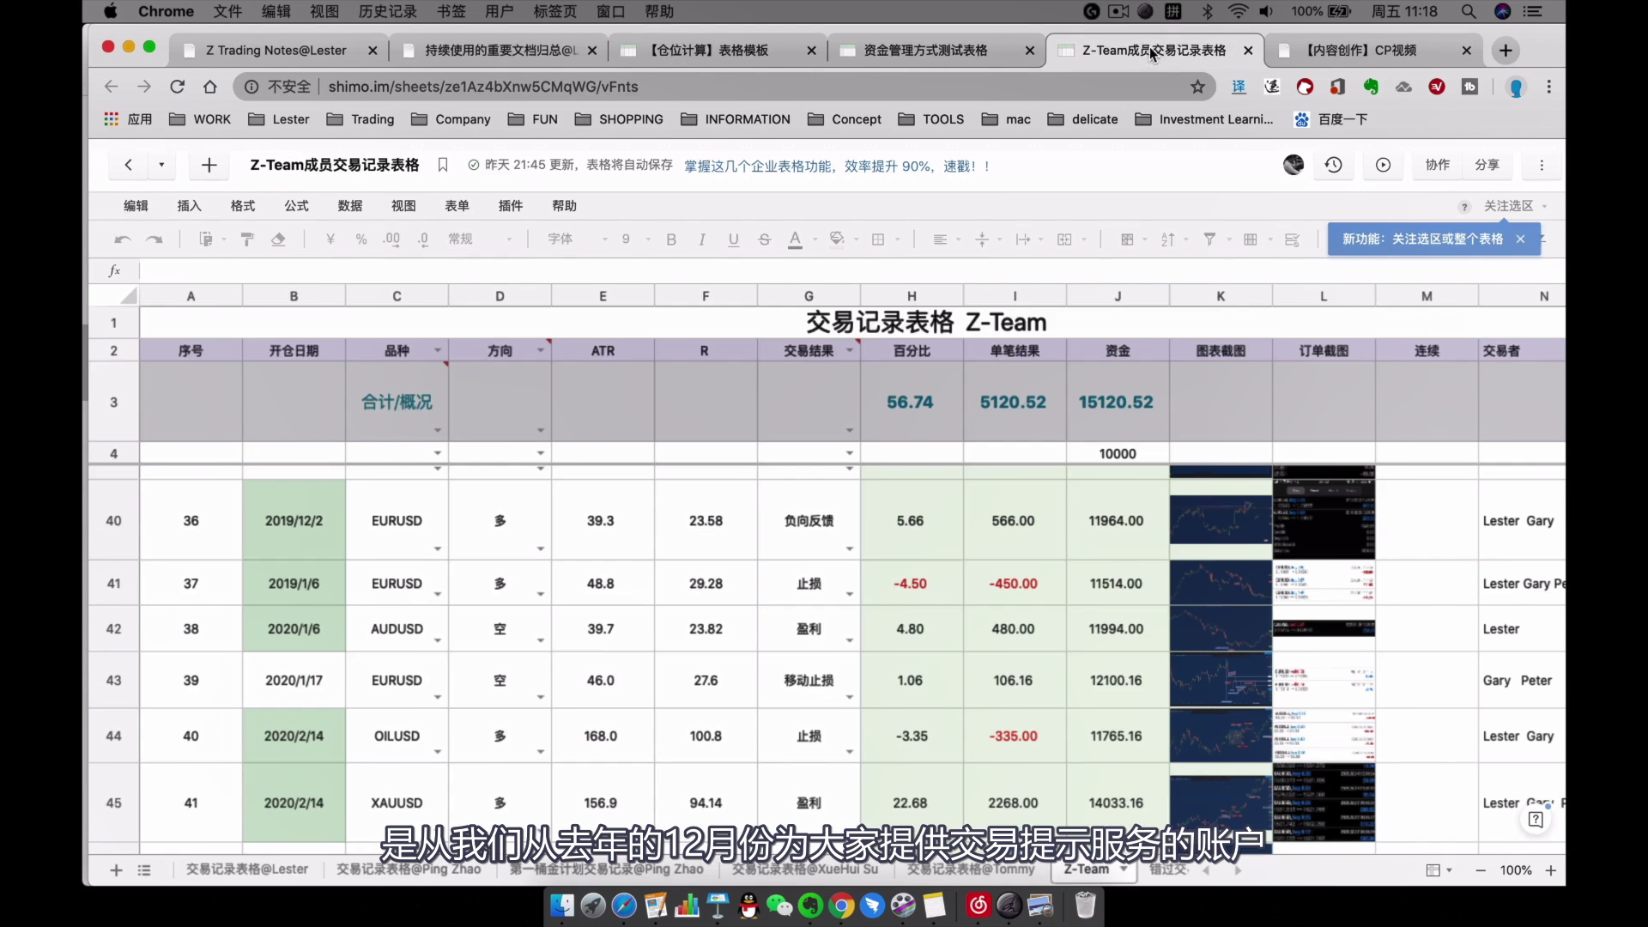 Chrome 文件 编辑 视图 历史记录 书签 用户 标签页 窗口 帮助 100% 周五 11:18
Z Trading Notes@Lester 持续使用的重要文档归总@L 【仓位计算】表格模板 资金管理方式测试表格 Z-Team成员交易记录表格 【内容创作】CP视频
不安全 shimo.im/sheets/ze1Az4bXnw5CMqWG/vFnts
应用 WORK Lester Trading Company FUN SHOPPING INFORMATION Concept TOOLS mac delicate Investment Learni... 百度一下
Z-Team成员交易记录表格 昨天 21:45 更新，表格将自动保存 掌握这几个企业表格功能，效率提升 90%，速戳！！ 协作 分享
编辑 插入 格式 公式 数据 视图 表单 插件 帮助 关注选区
¥ % .00 .0 常规 字体 9 B I U S A 新功能：关注选区或整个表格
fx
A B C D E F G H I J K L M N
1 交易记录表格 Z-Team
2 序号 开仓日期 品种 方向 ATR R 交易结果 百分比 单笔结果 资金 图表截图 订单截图 连续 交易者
3 合计/概况 56.74 5120.52 15120.52
4 10000
40 36 2019/12/2 EURUSD 多 39.3 23.58 负向反馈 5.66 566.00 11964.00 Lester Gary
41 37 2019/1/6 EURUSD 多 48.8 29.28 止损 -4.50 -450.00 11514.00 Lester Gary Pe
42 38 2020/1/6 AUDUSD 空 39.7 23.82 盈利 4.80 480.00 11994.00 Lester
43 39 2020/1/17 EURUSD 空 46.0 27.6 移动止损 1.06 106.16 12100.16 Gary Peter
44 40 2020/2/14 OILUSD 多 168.0 100.8 止损 -3.35 -335.00 11765.16 Lester Gary
45 41 2020/2/14 XAUUSD 多 156.9 94.14 盈利 22.68 2268.00 14033.16 Lester Gary P
是从我们从去年的12月份为大家提供交易提示服务的账户
交易记录表格@Lester 交易记录表格@Ping Zhao 第一桶金计划交易记录@Ping Zhao 交易记录表格@XueHui Su 交易记录表格@Tommy Z-Team 错过交 100%